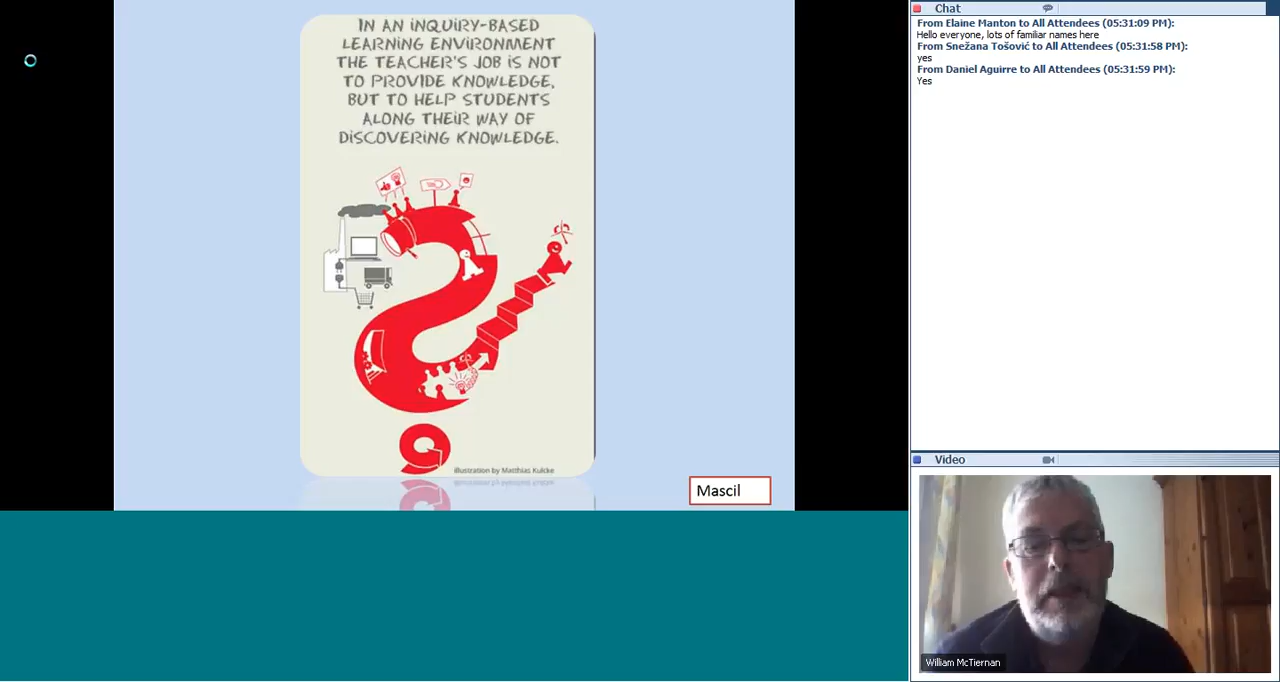 IN AN INQUIRY-BASED
LEARNING ENVIRONMENT
THE TEACHER'S JOB IS NOT
TO PROVIDE KNOWLEDGE,
BUT TO HELP STUDENTS
ALONG THEIR WAY OF
DISCOVERING KNOWLEDGE.
illustration by Matthias Kulcke
Mascil
Chat
From Elaine Manton to All Attendees (05:31:09 PM):
Hello everyone, lots of familiar names here
From Snežana Tošović to All Attendees (05:31:58 PM):
yes
From Daniel Aguirre to All Attendees (05:31:59 PM):
Yes
Video
William McTiernan